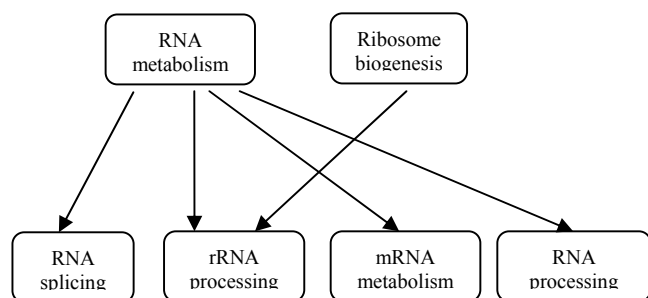 RNA
metabolism
Ribosome
biogenesis
RNA
splicing
rRNA
processing
mRNA
metabolism
RNA
processing